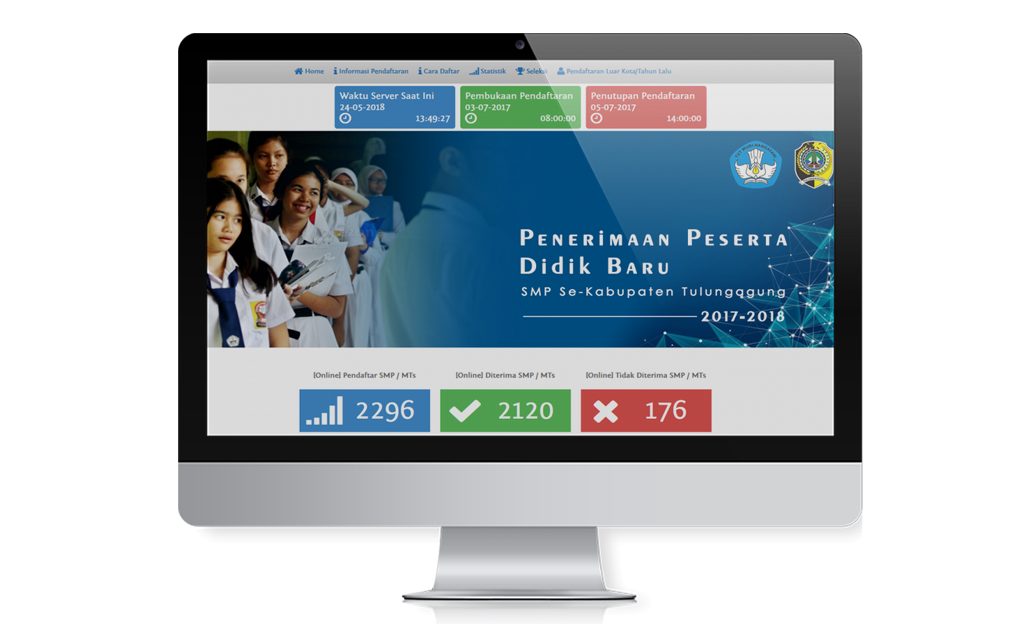 Home Informasi Pendaftaran Cara Daftar Statistik Seleksi Pendaftaran Luar Kota/Tahun Lalu
Waktu Server Saat Ini
24-05-2018
13:49:27
Pembukaan Pendaftaran
03-07-2017
08:00:00
Penutupan Pendaftaran
05-07-2017
14:00:00
PENERIMAAN PESERTA
DIDIK BARU
SMP Se-Kabupaten Tulungagung
2017-2018
[Online] Pendaftar SMP / MTs
2296
[Online] Diterima SMP / MTs
2120
[Online] Tidak Diterima SMP / MTs
176